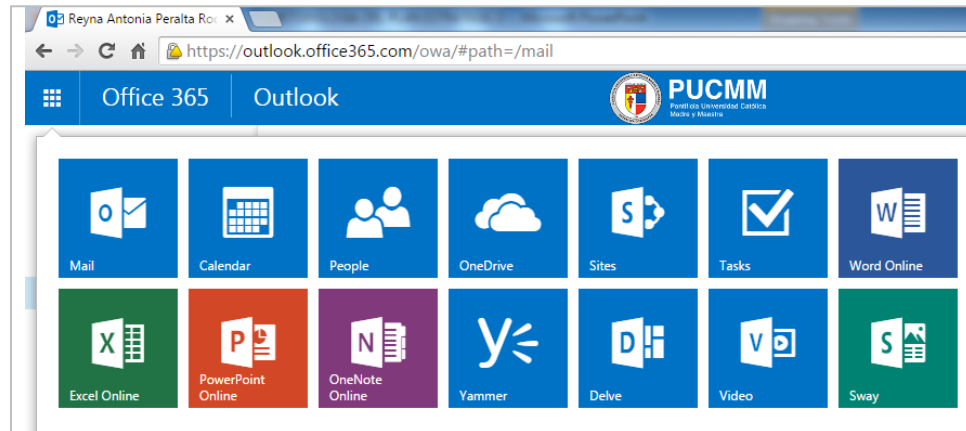 Reyna Antonia Peralta Ro
https://outlook.office365.com/owa/#path=/mail
Office 365 Outlook
PUCMM
Pontificia Universidad Católica
Madre y Maestra
Mail Calendar People OneDrive Sites Tasks Word Online
Excel Online
PowerPoint
Online
OneNote
Online
Yammer Delve Video Sway